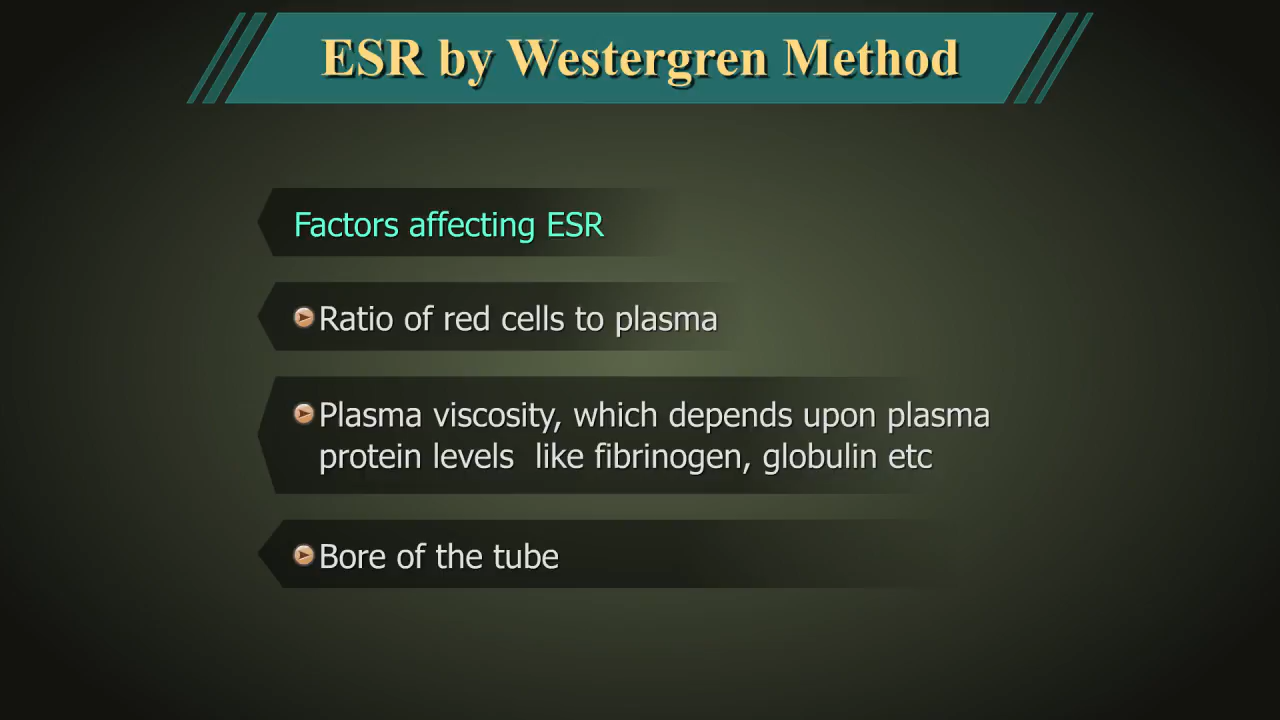 ESR by Westergren Method
Factors affecting ESR
Ratio of red cells to plasma
Plasma viscosity, which depends upon plasma
protein levels like fibrinogen, globulin etc
Bore of the tube